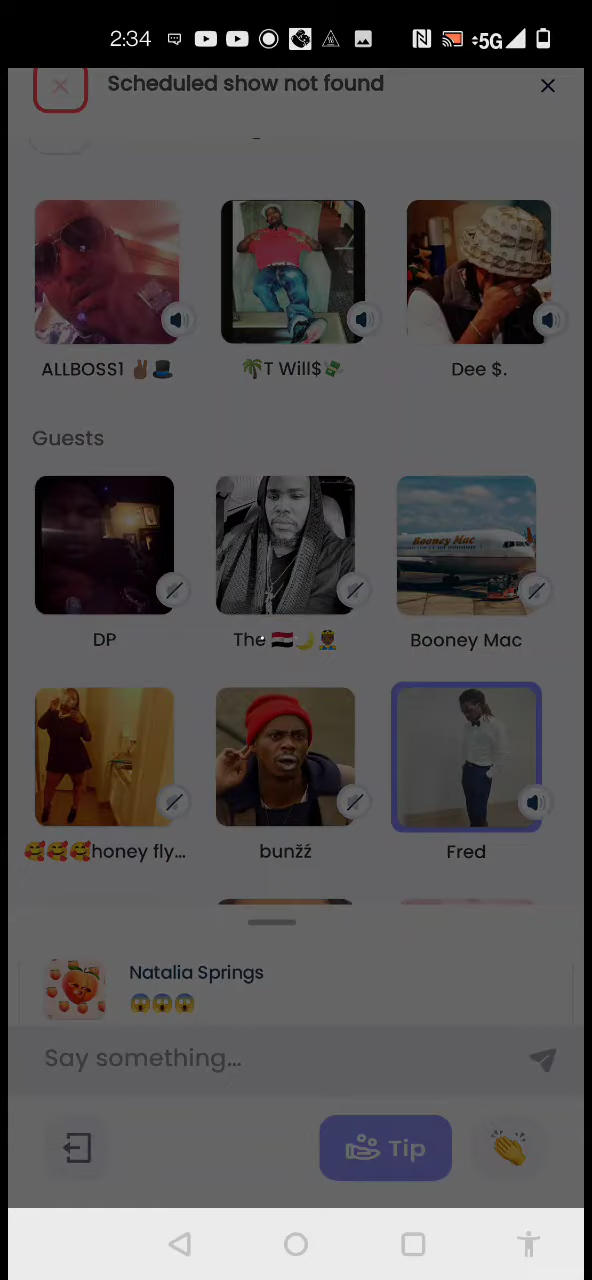 2:34
5G
Scheduled show not found
ALLBOSS1 ✌🏾🎩
🌴T Will$💸
Dee $.
Guests
Booney Mac
DP
The 🇪🇬🌙👳🏾‍♂️
Booney Mac
🥰🥰🥰honey fly...
bunžź
Fred
Natalia Springs
😱😱😱
Say something...
Tip